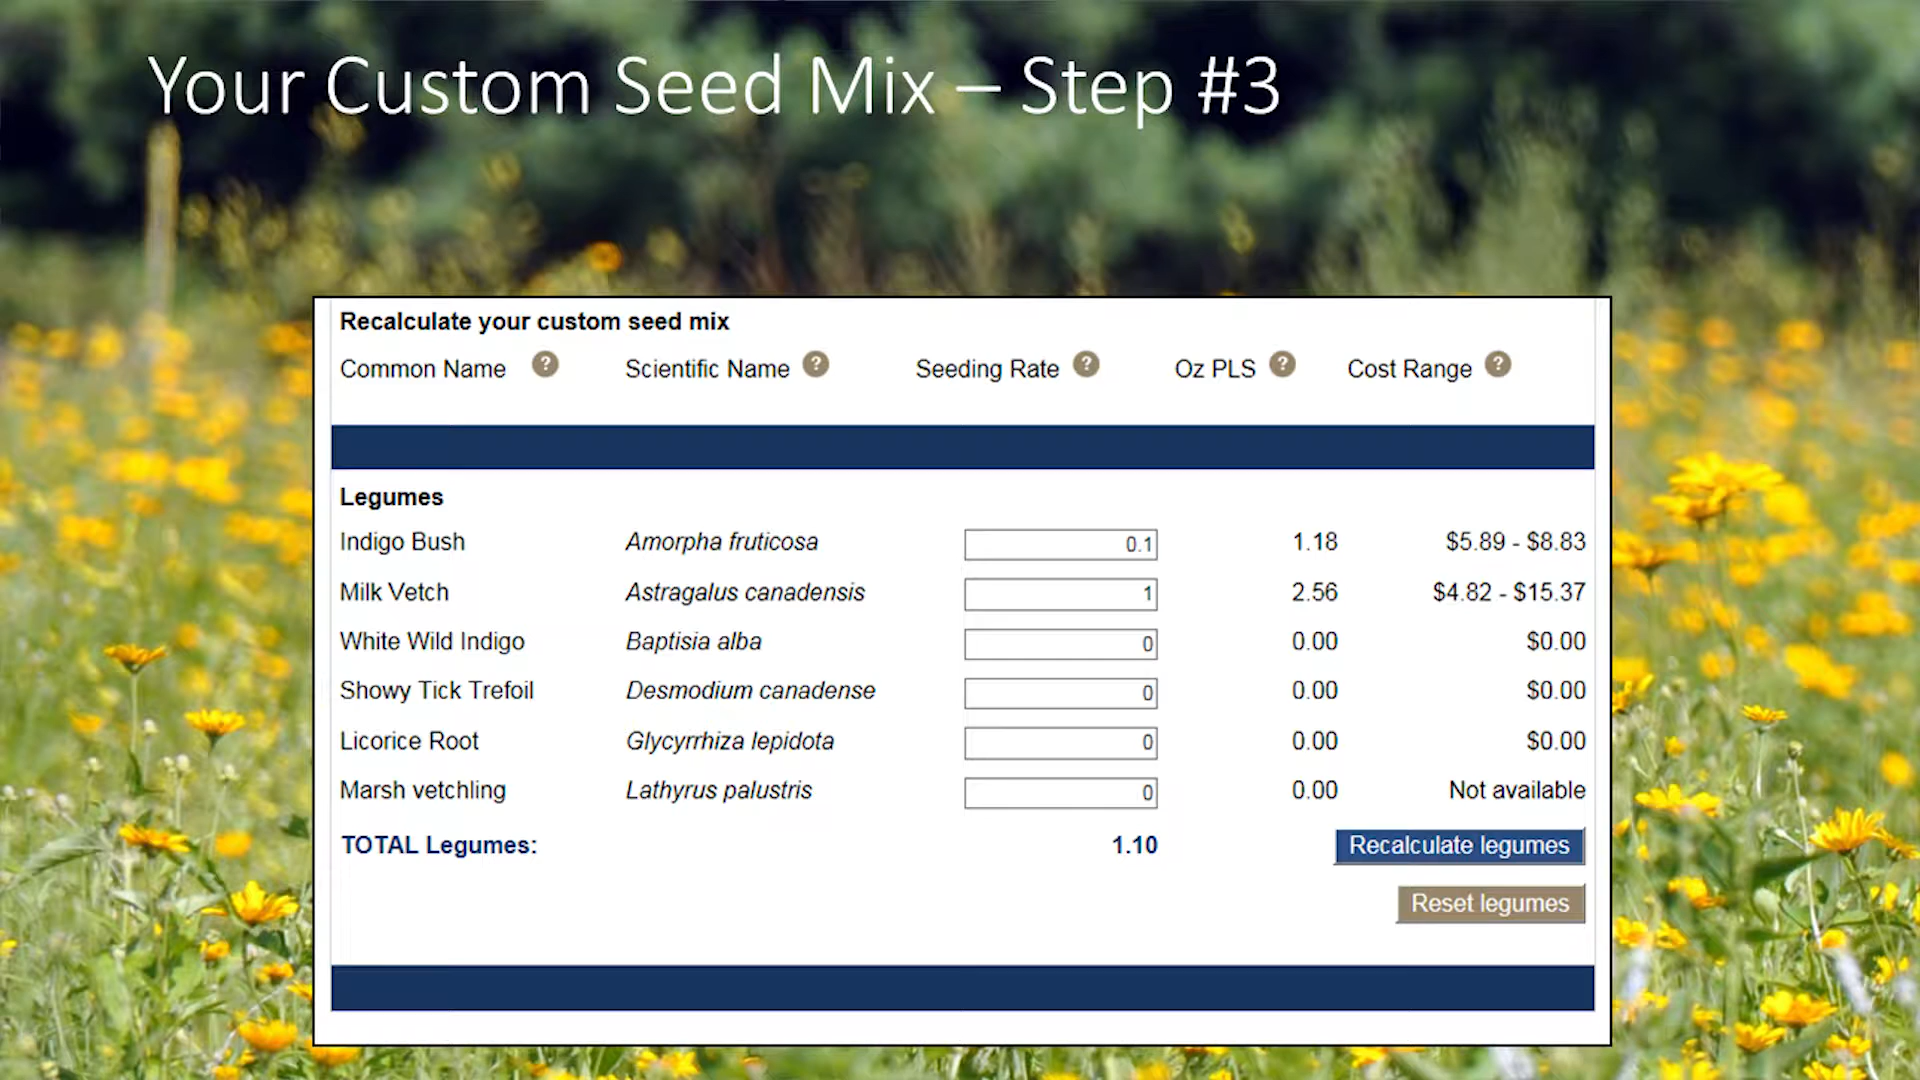 Your Custom Seed Mix – Step #3
Recalculate your custom seed mix
Common Name ? Scientific Name ? Seeding Rate ? Oz PLS ? Cost Range ?
Legumes
Indigo Bush Amorpha fruticosa 0.1 1.18 $5.89 - $8.83
Milk Vetch Astragalus canadensis 1 2.56 $4.82 - $15.37
White Wild Indigo Baptisia alba 0 0.00 $0.00
Showy Tick Trefoil Desmodium canadense 0 0.00 $0.00
Licorice Root Glycyrrhiza lepidota 0 0.00 $0.00
Marsh vetchling Lathyrus palustris 0 0.00 Not available
TOTAL Legumes: 1.10 Recalculate legumes
Reset legumes